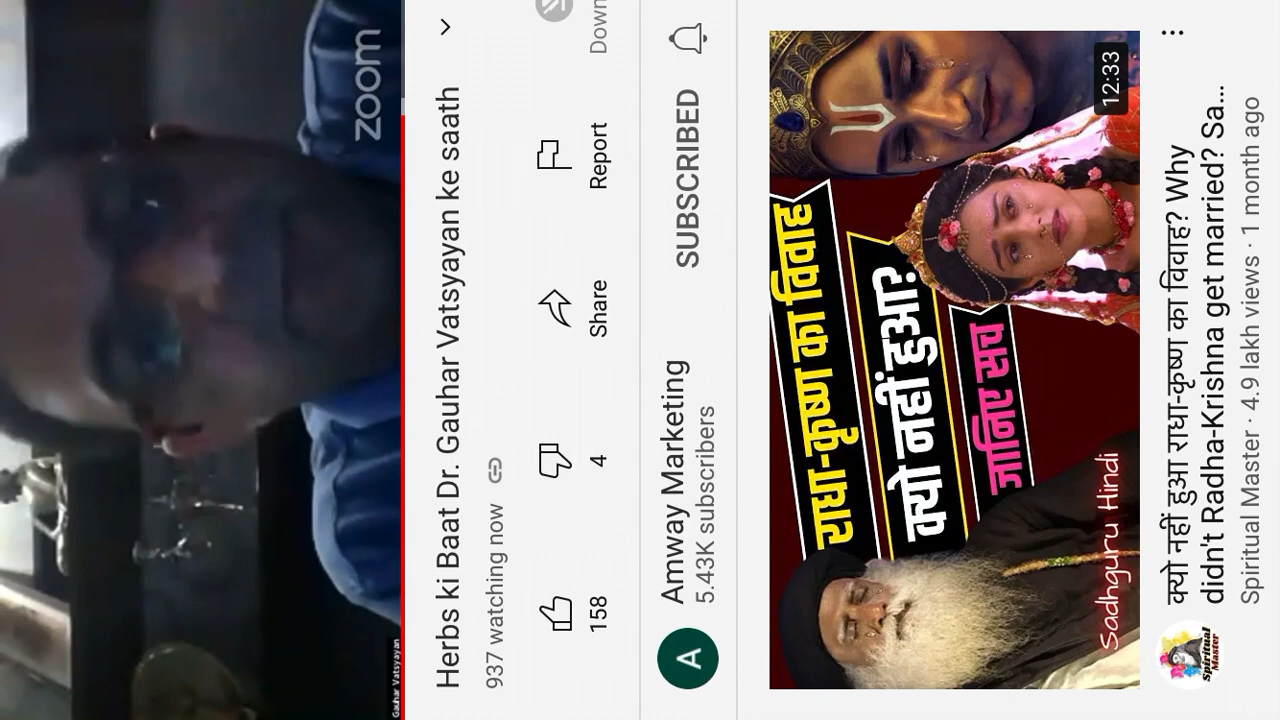 zoom
Gauhar Vatsyayan
Herbs ki Baat Dr. Gauhar Vatsyayan ke saath
937 watching now
158
4
Share
Report
Down
A
Amway Marketing
5.43K subscribers
SUBSCRIBED
राधा-कृष्ण का विवाह
क्यो नहीं हुआ?
जानिए सच
Sadhguru Hindi
12:33
Spiritual
Master
क्यो नहीं हुआ राधा-कृष्ण का विवाह? Why
didn't Radha-Krishna get married? Sa...
Spiritual Master · 4.9 lakh views · 1 month ago